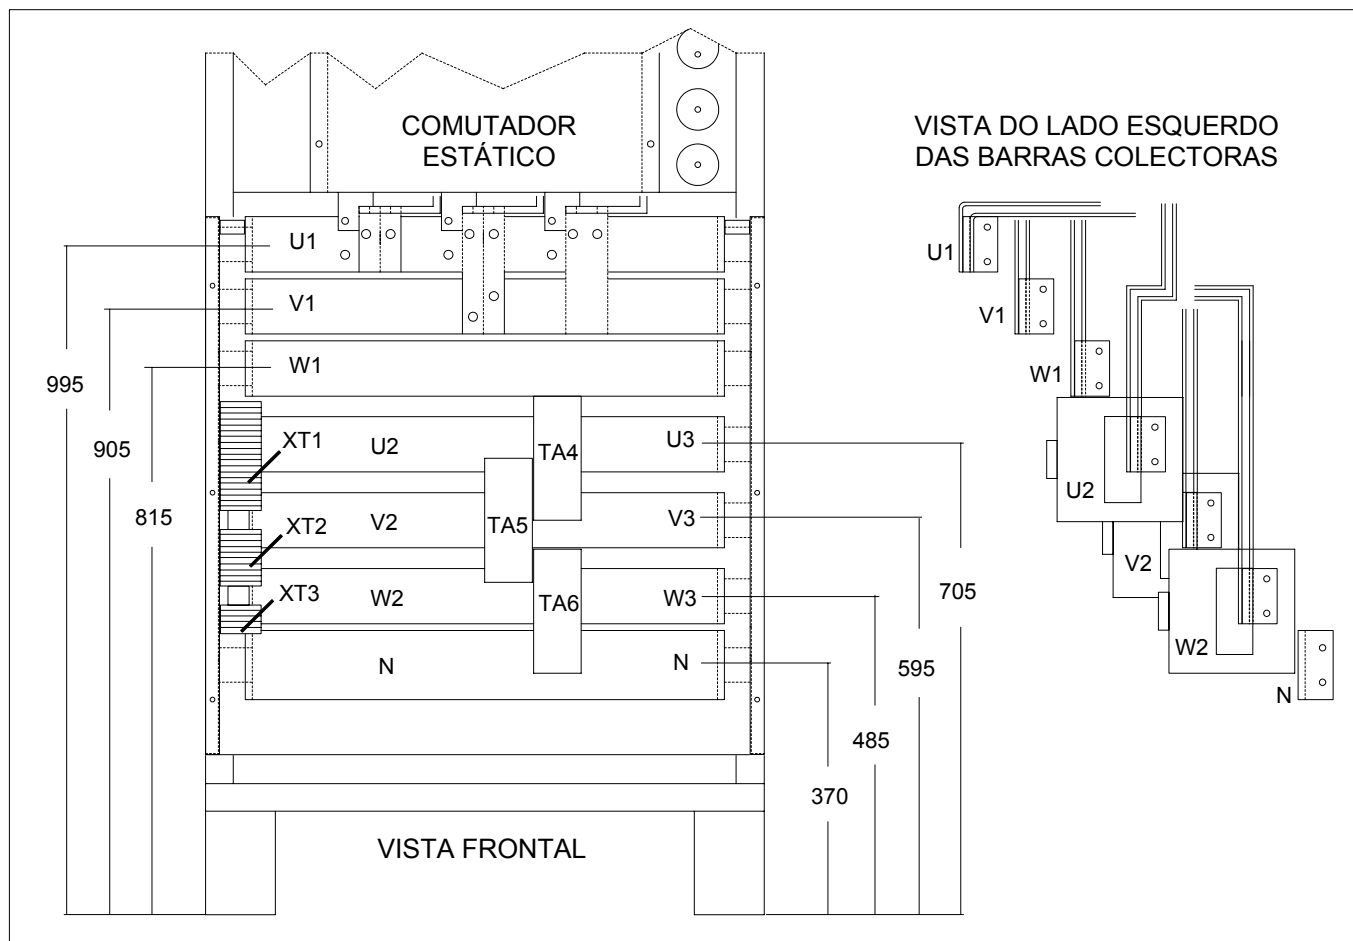 COMUTADOR
ESTÁTICO
VISTA DO LADO ESQUERDO
DAS BARRAS COLECTORAS
U1
V1
W1
995
905
815
XT1
U2
TA4
U3
XT2
V2
TA5
V3
XT3
W2
TA6
W3
N
N
705
595
485
370
VISTA FRONTAL
U1
V1
W1
U2
V2
W2
N